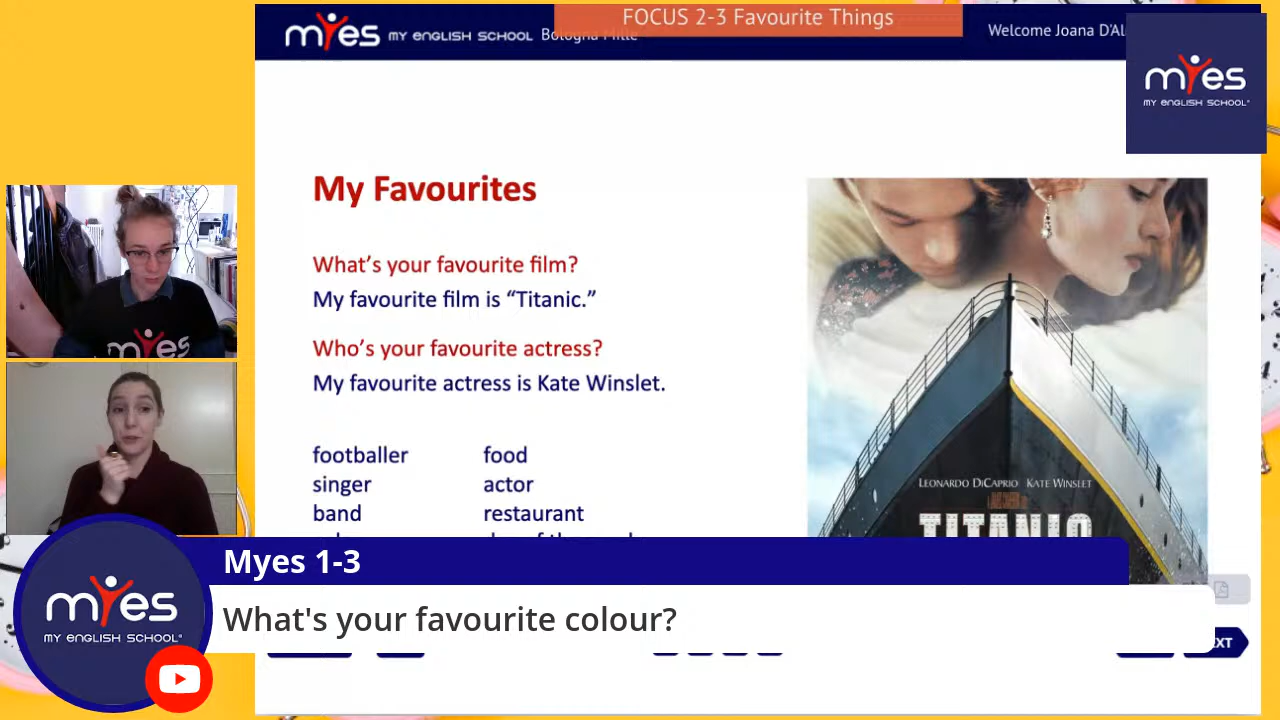 FOCUS 2-3 Favourite Things
myes MY ENGLISH SCHOOL Bologna Mille
Welcome Joana D'Al
myes
MY ENGLISH SCHOOL®
My Favourites
What's your favourite film?
My favourite film is “Titanic.”
Who's your favourite actress?
My favourite actress is Kate Winslet.
footballer food
singer actor
band restaurant
LEONARDO DiCAPRIO KATE WINSLET
TITANIC
myes
Myes 1-3
What's your favourite colour?
myes
MY ENGLISH SCHOOL®